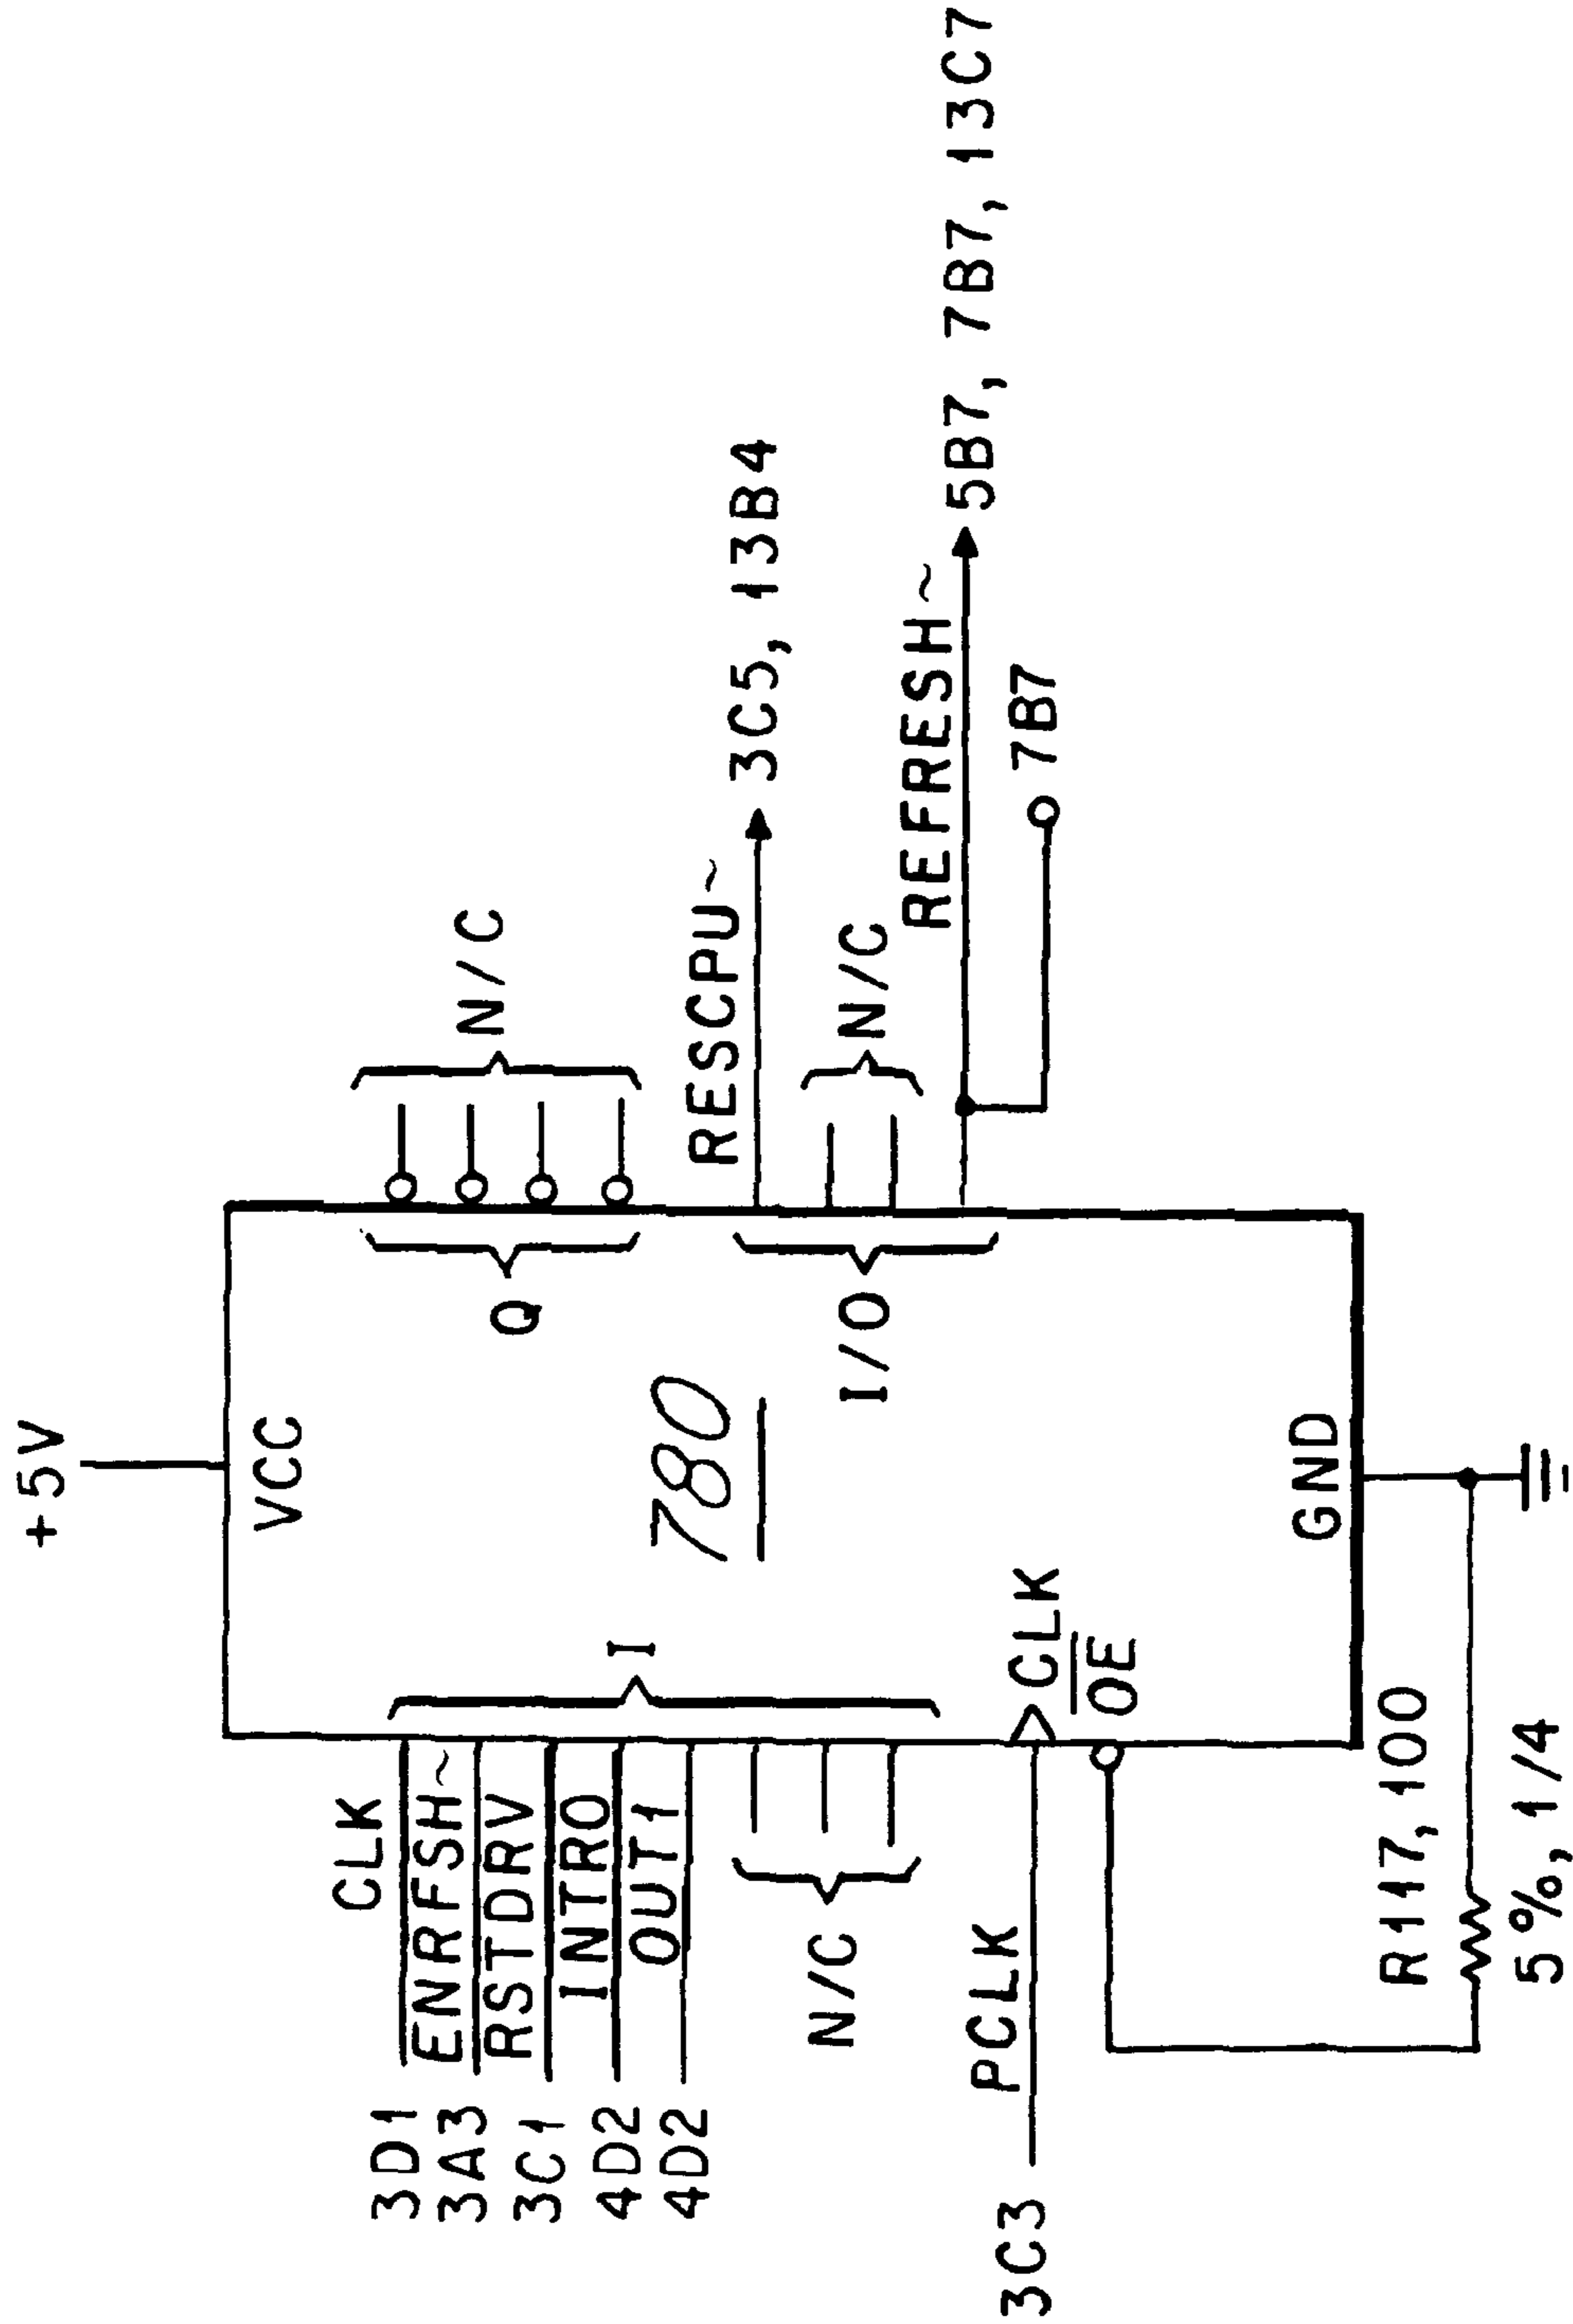 +5V
VCC
CLK
3D1
ENRFSH~
3A3
RSTDRV
3C1
INTR0
4D2
OUT1
4D2
I
N/C
PCLK
3C3
CLK
OE
780
Q
N/C
RESCPU~
3C5, 13B4
I/O
N/C
REFRESH~
5B7, 7B7, 13C7
7B7
GND
R117, 100
5%, 1/4